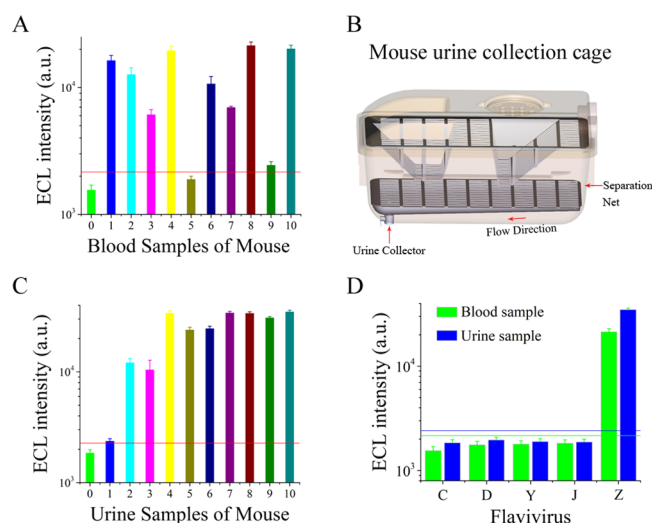 A
ECL intensity (a.u.)
10⁴
10³
0 1 2 3 4 5 6 7 8 9 10
Blood Samples of Mouse
B
Mouse urine collection cage
Separation
Net
Flow Direction
Urine Collector
C
ECL intensity (a.u.)
10⁴
10³
0 1 2 3 4 5 6 7 8 9 10
Urine Samples of Mouse
D
Blood sample
Urine sample
ECL intensity (a.u.)
10⁴
10³
C D Y J Z
Flavivirus